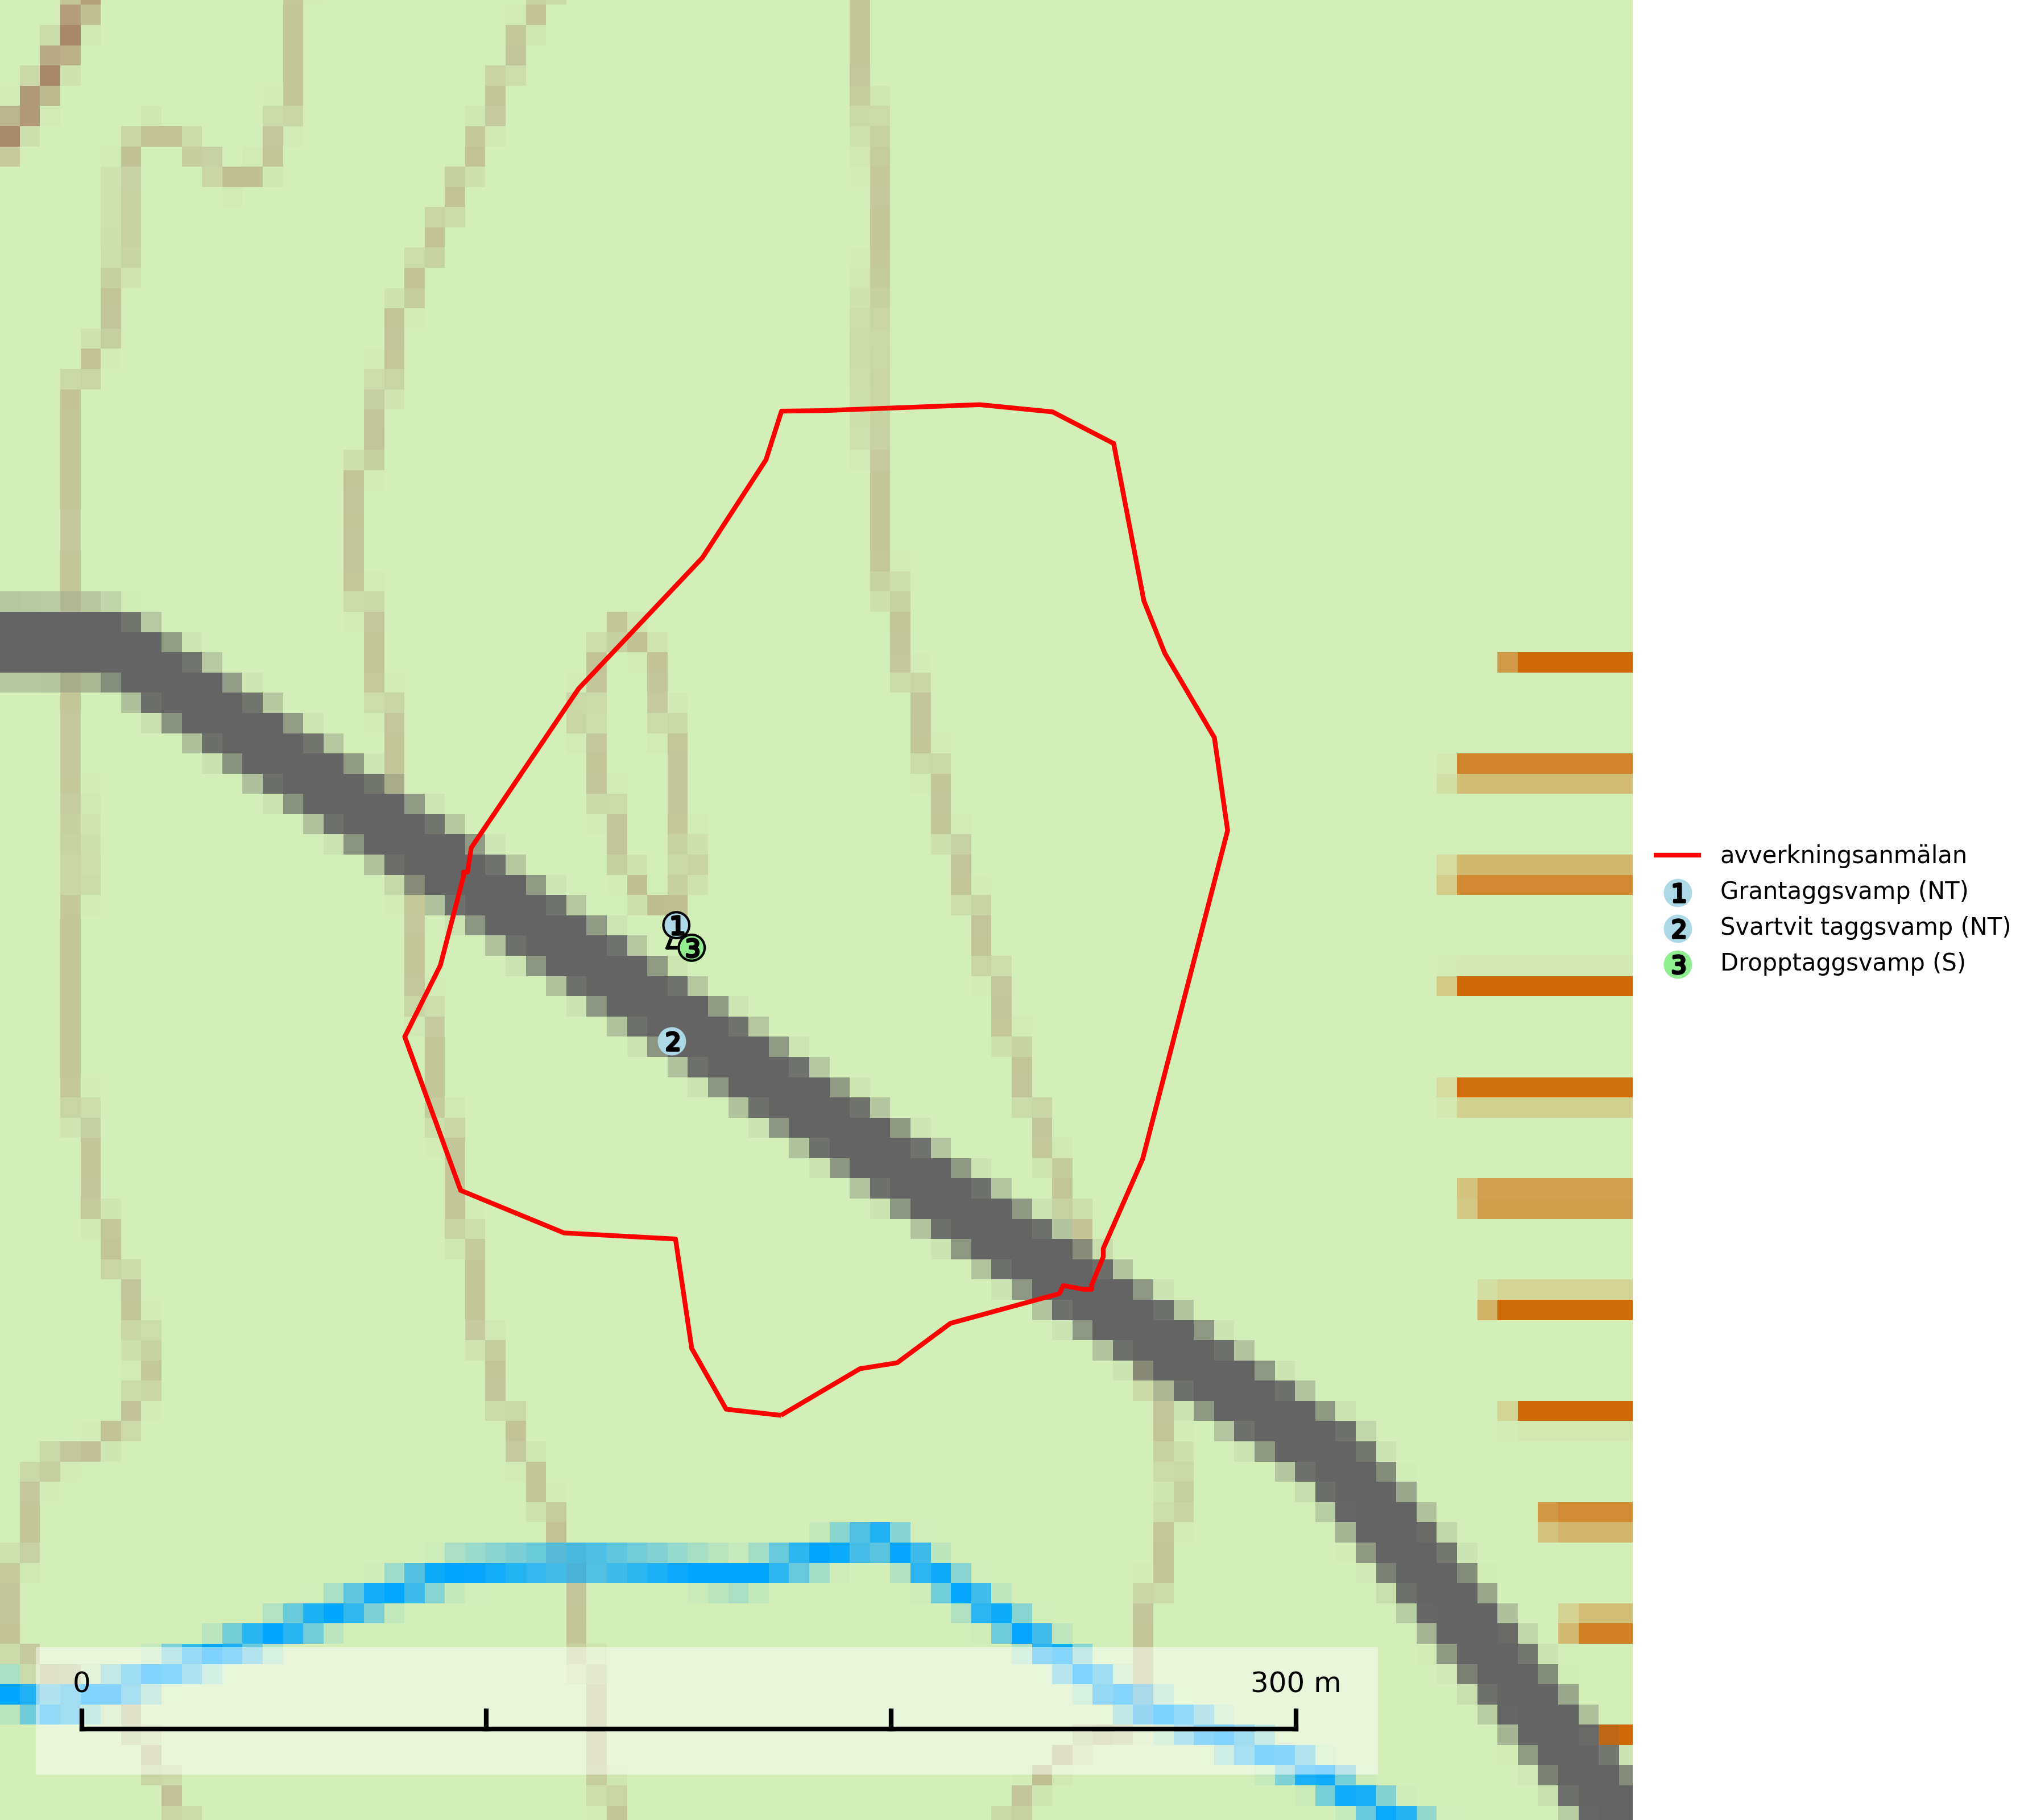 1
3
2
avverkningsanmälan
1 Grantaggsvamp (NT)
2 Svartvit taggsvamp (NT)
3 Dropptaggsvamp (S)
0 300 m